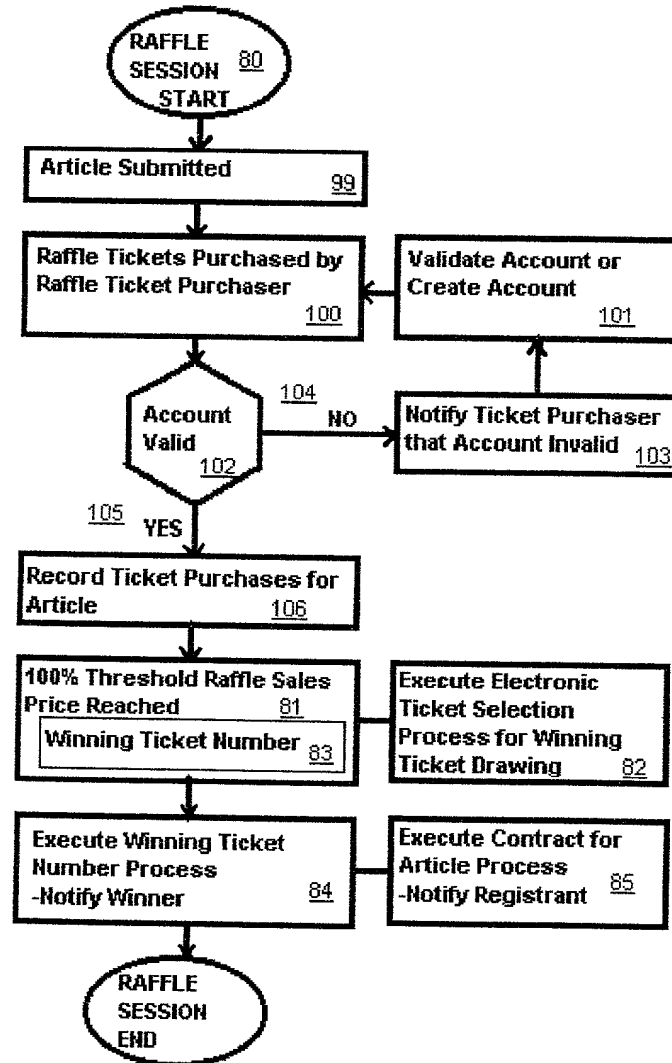 RAFFLE
SESSION 80
START
Article Submitted
99
Raffle Tickets Purchased by
Raffle Ticket Purchaser
100
Validate Account or
Create Account
101
Account
Valid
102
104
NO
Notify Ticket Purchaser
that Account Invalid
103
105
YES
Record Ticket Purchases for
Article
106
100% Threshold Raffle Sales
Price Reached 81
Winning Ticket Number
83
Execute Electronic
Ticket Selection
Process for Winning
Ticket Drawing
82
Execute Winning Ticket
Number Process
-Notify Winner
84
Execute Contract for
Article Process
-Notify Registrant
85
RAFFLE
SESSION
END